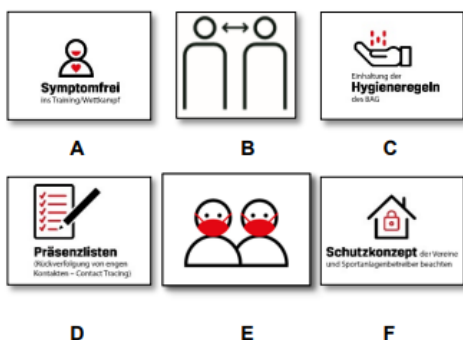 Symptomfrei
ins Training/Wettkampf
Einhaltung der
Hygieneregeln
des BAG
A B C
Präsenzlisten
(Rückverfolgung von engen
Kontakten – Contact Tracing)
Schutzkonzept der Vereine
und Sportanlagenbetreiber beachten
D E F